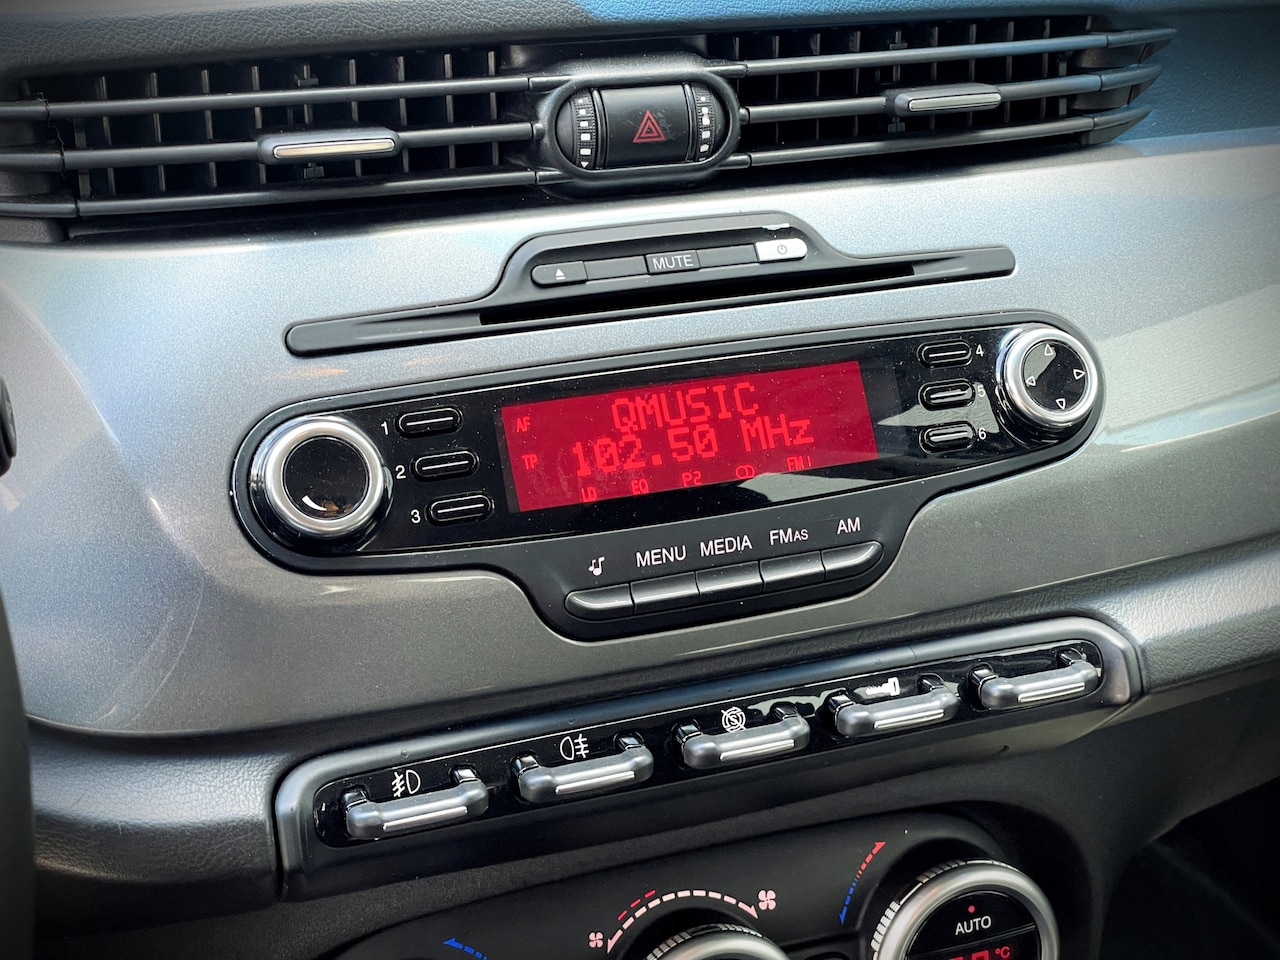 MUTE
1
2
3
4
5
6
AF
QMUSIC
TP
102.50 MHz
LD EQ P2 FM1
MENU MEDIA FMAS AM
AUTO
°C